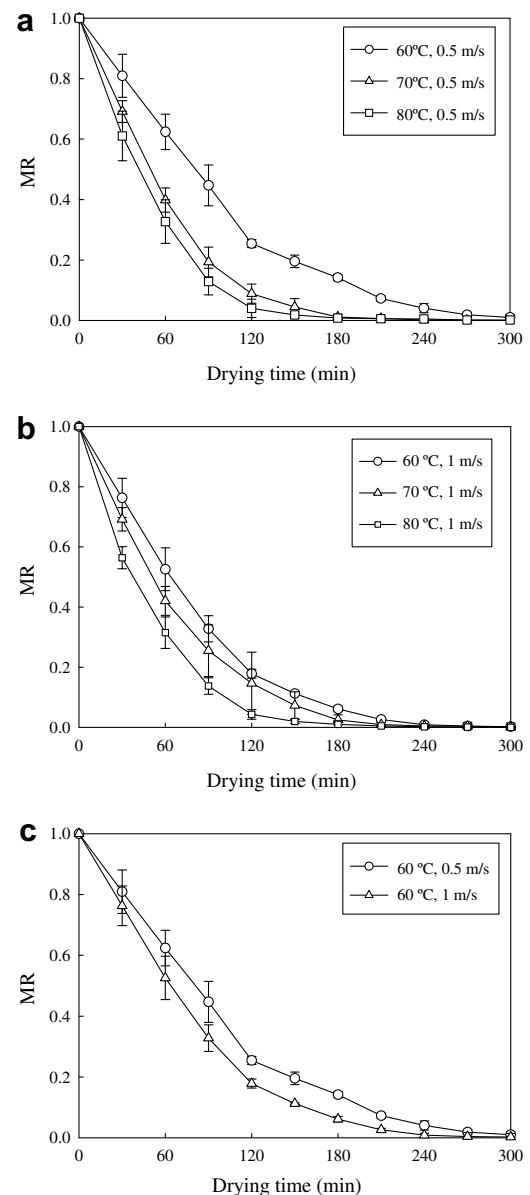 a
1.0
0.8
0.6
0.4
0.2
0.0
MR
60ºC, 0.5 m/s
70ºC, 0.5 m/s
80ºC, 0.5 m/s
0 60 120 180 240 300
Drying time (min)
b
1.0
0.8
0.6
0.4
0.2
0.0
MR
60 ºC, 1 m/s
70 ºC, 1 m/s
80 ºC, 1 m/s
0 60 120 180 240 300
Drying time (min)
c
1.0
0.8
0.6
0.4
0.2
0.0
MR
60 ºC, 0.5 m/s
60 ºC, 1 m/s
0 60 120 180 240 300
Drying time (min)